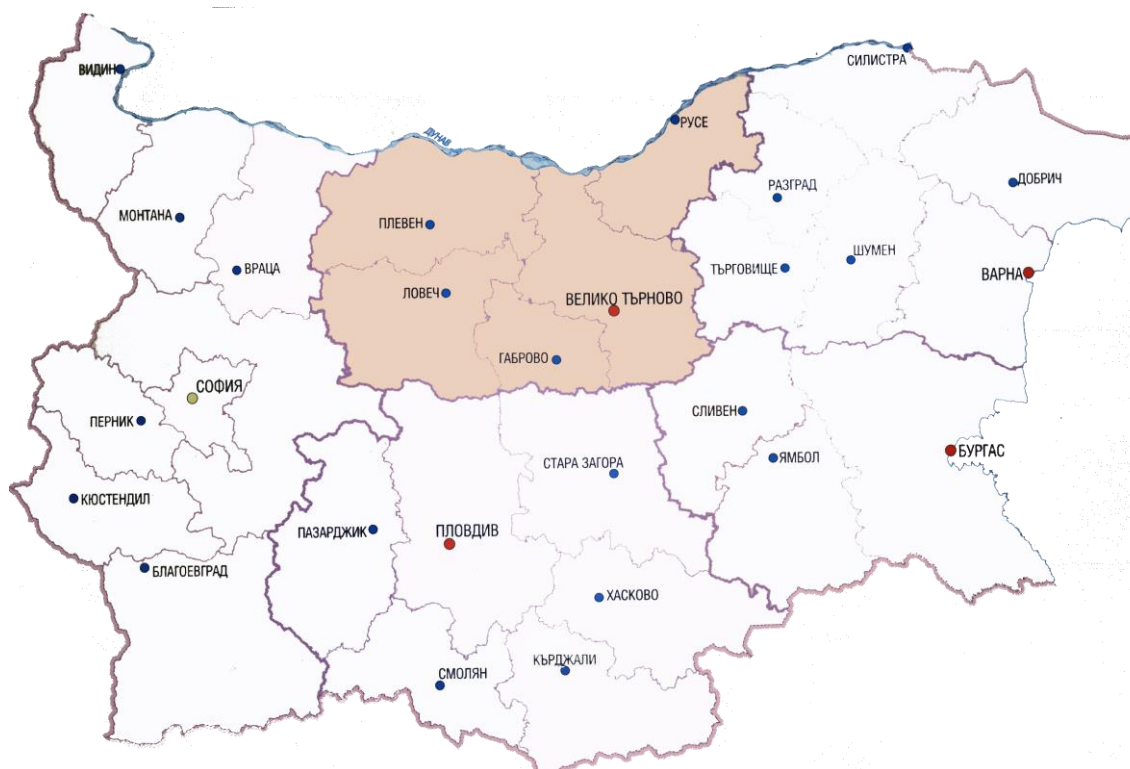 СИЛИСТРА
ВИДИН
РУСЕ
ДУНАВ
ДОБРИЧ
РАЗГРАД
МОНТАНА
ПЛЕВЕН
ШУМЕН
ВРАЦА
ТЪРГОВИЩЕ
ВАРНА
ЛОВЕЧ
ВЕЛИКО ТЪРНОВО
ГАБРОВО
СОФИЯ
СЛИВЕН
ПЕРНИК
БУРГАС
ЯМБОЛ
СТАРА ЗАГОРА
КЮСТЕНДИЛ
ПАЗАРДЖИК
ПЛОВДИВ
БЛАГОЕВГРАД
ХАСКОВО
КЪРДЖАЛИ
СМОЛЯН